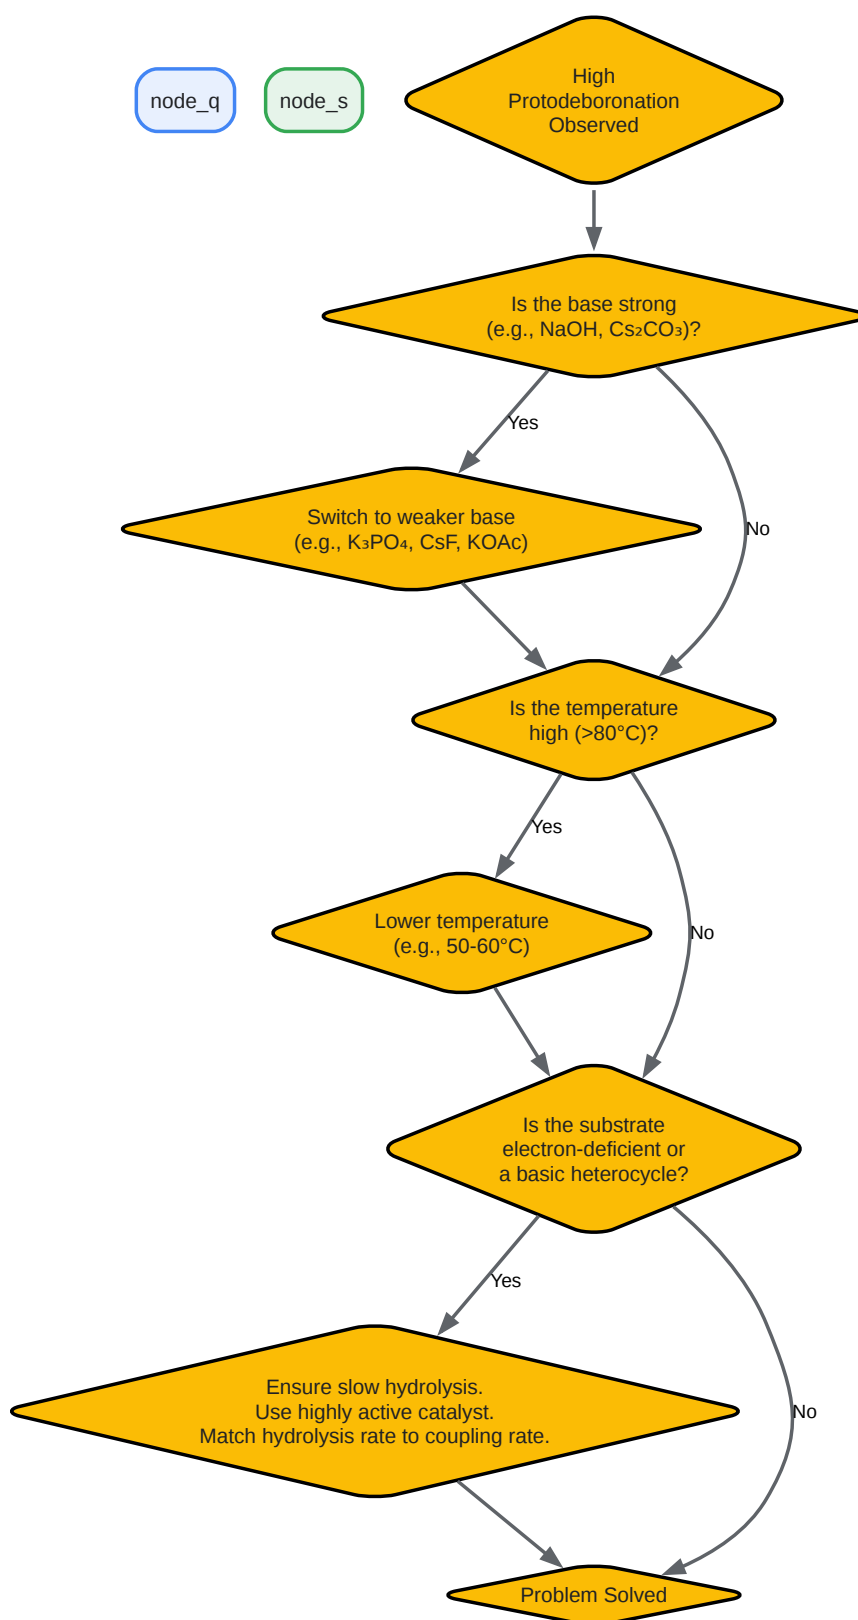 node_q
node_s
High
Protodeboronation
Observed
Is the base strong
(e.g., NaOH, Cs₂CO₃)?
Yes
Switch to weaker base
(e.g., K₃PO₄, CsF, KOAc)
No
Is the temperature
high (>80°C)?
Yes
Lower temperature
(e.g., 50-60°C)
No
Is the substrate
electron-deficient or
a basic heterocycle?
Yes
Ensure slow hydrolysis.
Use highly active catalyst.
Match hydrolysis rate to coupling rate.
No
Problem Solved